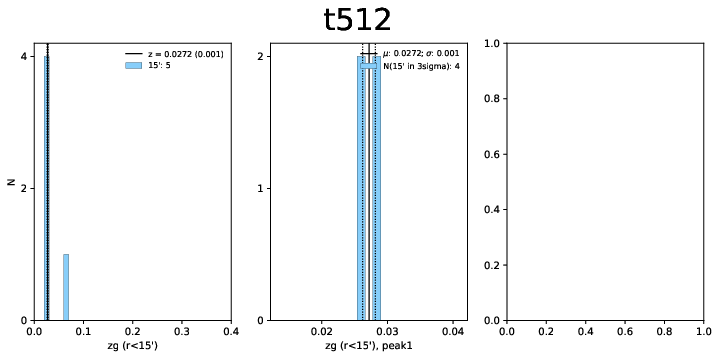 t512
z = 0.0272 (0.001)
15': 5
N
4
2
0
0.0 0.1 0.2 0.3 0.4
zg (r<15')
μ: 0.0272; σ: 0.001
N(15' in 3sigma): 4
2
1
0
0.02 0.03 0.04
zg (r<15'), peak1
1.0
0.8
0.6
0.4
0.2
0.0
0.0 0.2 0.4 0.6 0.8 1.0